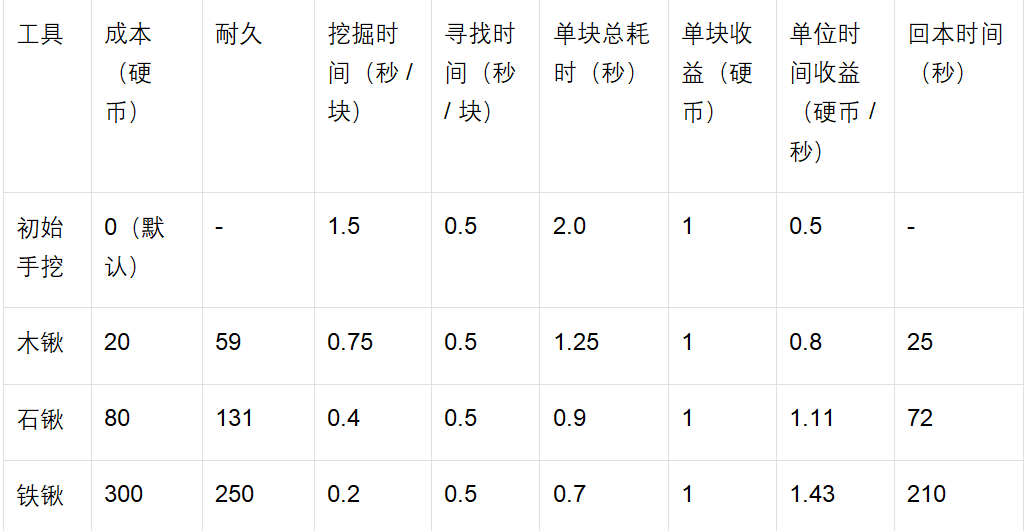 工具 成本（硬币） 耐久 挖掘时间（秒 / 块） 寻找时间（秒 / 块） 单块总耗时（秒） 单块收益（硬币） 单位时间收益（硬币 / 秒） 回本时间（秒）
初始手挖 0（默认） - 1.5 0.5 2.0 1 0.5 -
木锹 20 59 0.75 0.5 1.25 1 0.8 25
石锹 80 131 0.4 0.5 0.9 1 1.11 72
铁锹 300 250 0.2 0.5 0.7 1 1.43 210